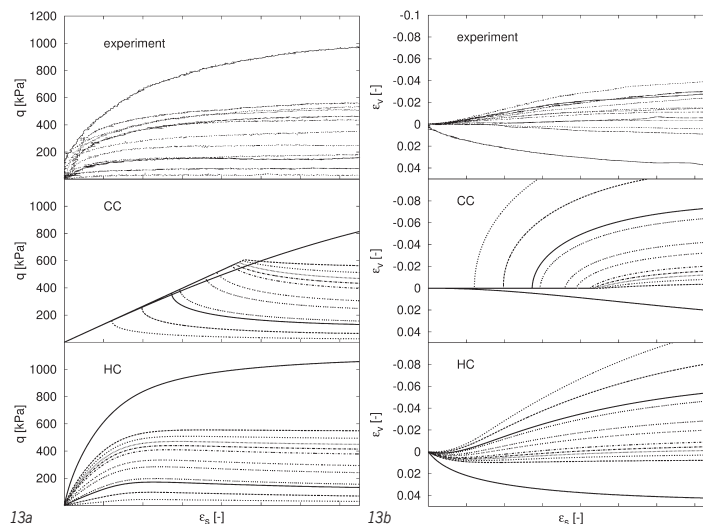 1200
1000
800
600
400
200
q [kPa]
experiment
1000
800
600
400
200
q [kPa]
CC
1000
800
600
400
200
q [kPa]
HC
εs [-]
13a
-0.1
-0.08
-0.06
-0.04
-0.02
0
0.02
0.04
εv [-]
experiment
-0.08
-0.06
-0.04
-0.02
0
0.02
0.04
εv [-]
CC
-0.08
-0.06
-0.04
-0.02
0
0.02
0.04
εv [-]
HC
εs [-]
13b